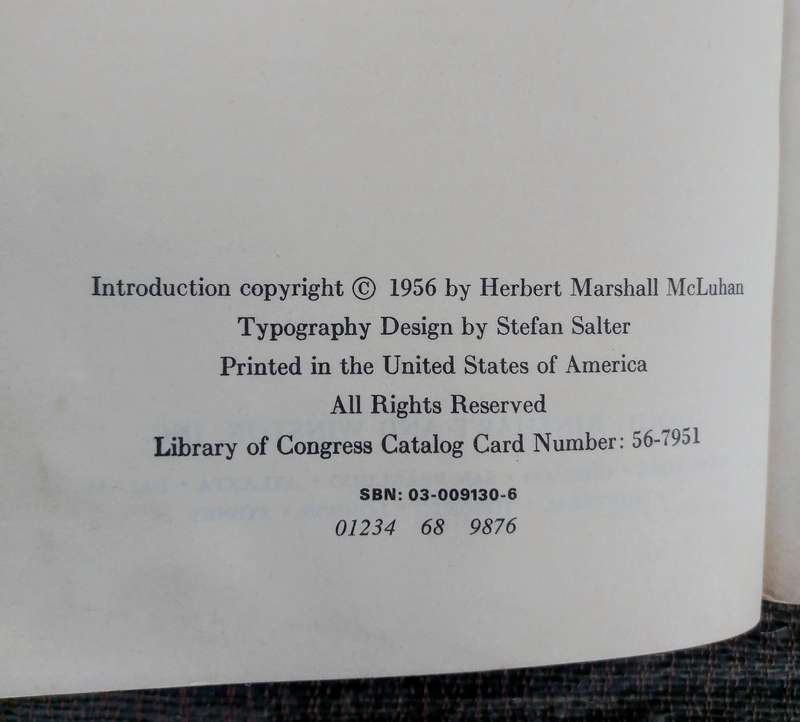 Introduction copyright © 1956 by Herbert Marshall McLuhan
Typography Design by Stefan Salter
Printed in the United States of America
All Rights Reserved
Library of Congress Catalog Card Number: 56-7951
SBN: 03-009130-6
01234 68 9876